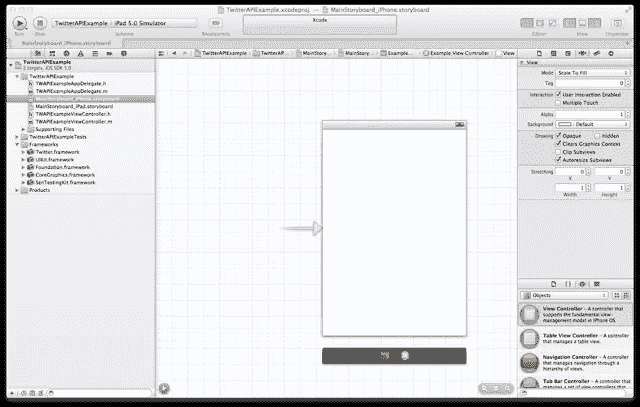 TwitterAPIExample.xcodeproj — MainStoryboard_iPhone.storyboard
Run
Stop
TwitterAPIExample
iPad 5.0 Simulator
Scheme
Breakpoints
Xcode
Editor
View
Organizer
MainStoryboard_iPhone.storyboard
TwitterAPIExample
TwitterAP...
MainStory...
MainStory...
Example...
Example View Controller
View
TwitterAPIExample
2 targets, iOS SDK 5.0
TwitterAPIExample
TWAPIExampleAppDelegate.h
TWAPIExampleAppDelegate.m
MainStoryboard_iPhone.storyboard
MainStoryboard_iPad.storyboard
TWAPIExampleViewController.h
TWAPIExampleViewController.m
Supporting Files
TwitterAPIExampleTests
Frameworks
Twitter.framework
UIKit.framework
Foundation.framework
CoreGraphics.framework
SenTestingKit.framework
Products
View
Mode Scale To Fill
Tag 0
Interaction User Interaction Enabled
Multiple Touch
Alpha 1
Background Default
Drawing Opaque Hidden
Clears Graphics Context
Clip Subviews
Autoresize Subviews
Stretching 0 0
X Y
1 1
Width Height
Objects
View Controller - A controller that
supports the fundamental view-
management model in iPhone OS.
Table View Controller - A controller
that manages a table view.
Navigation Controller - A controller
that manages navigation through a
hierarchy of views.
Tab Bar Controller - A controller
that manages a set of view controllers